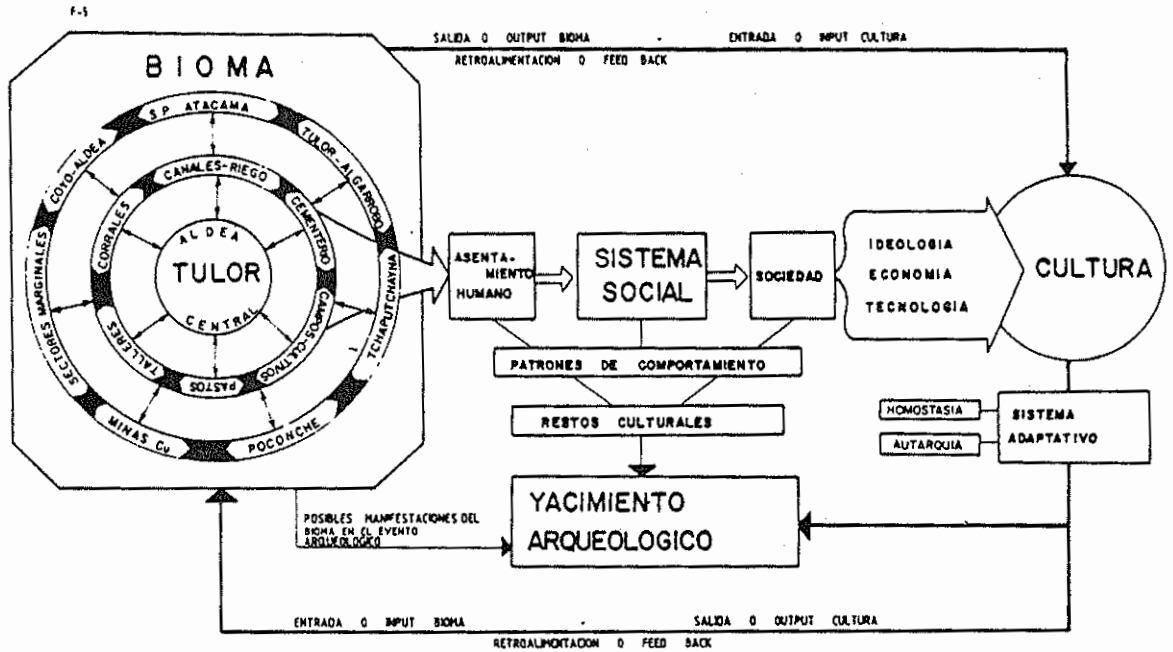 F-5
SALIDA O OUTPUT BIOMA - ENTRADA O INPUT CULTURA
RETROALIMENTACION O FEED BACK
BIOMA
S.P. ATACAMA
TULOR-ALGARROBO
TCHAPUTCHAYNA
POCONCHE
MINAS Cu
SECTORES MARGINALES
COYO-ALDEA
CANALES-RIEGO
CEMENTERIO
CAMPOS-CULTIVOS
PASTOS
TALLERES
CORRALES
ALDEA
TULOR
CENTRAL
ASENTA-
MIENTO
HUMANO
SISTEMA
SOCIAL
SOCIEDAD
IDEOLOGIA
ECONOMIA
TECNOLOGIA
CULTURA
PATRONES DE COMPORTAMIENTO
RESTOS CULTURALES
HOMOSTASIA
AUTARQUIA
SISTEMA
ADAPTATIVO
YACIMIENTO
ARQUEOLOGICO
POSIBLES MANIFESTACIONES DEL
BIOMA EN EL EVENTO
ARQUEOLOGICO
ENTRADA O INPUT BIOMA - SALIDA O OUTPUT CULTURA
RETROALIMENTACION O FEED BACK